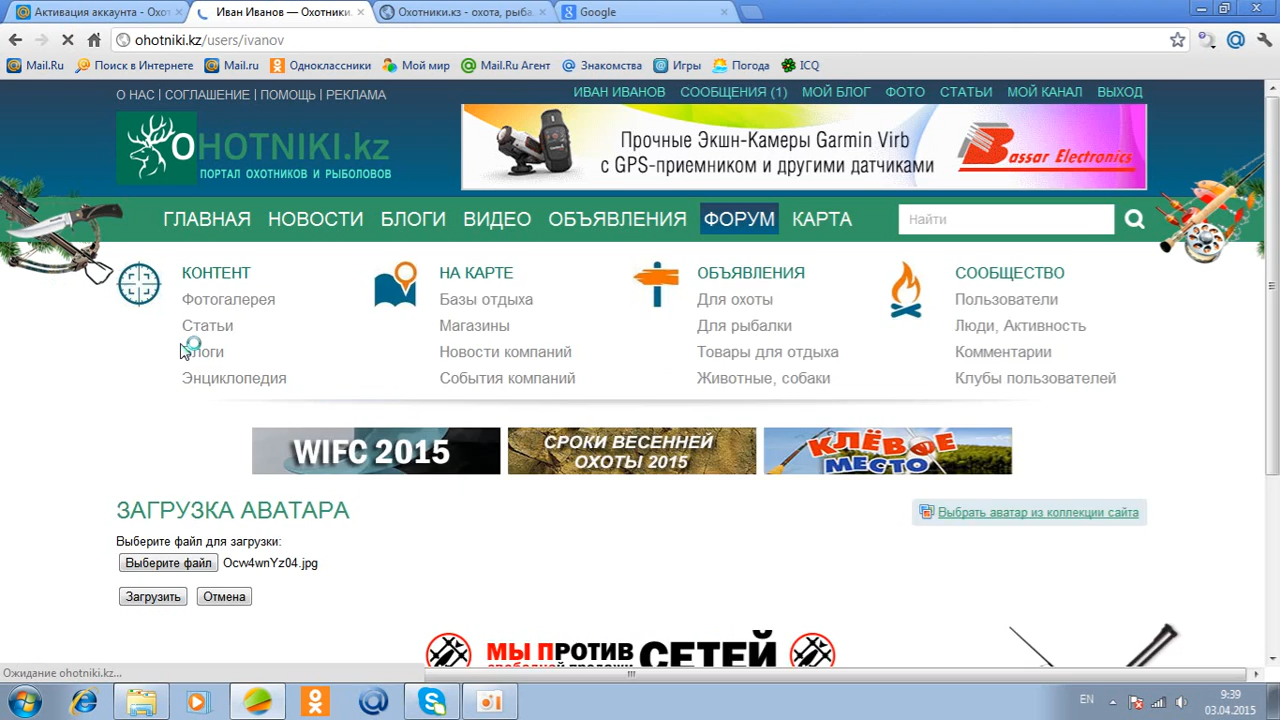 Активация аккаунта - Охот
Иван Иванов — Охотники.
Охотники.кз - охота, рыба
Google
ohotniki.kz/users/ivanov
Mail.Ru
Поиск в Интернете
Mail.ru
Одноклассники
Мой мир
Mail.Ru Агент
Знакомства
Игры
Погода
ICQ
О НАС | СОГЛАШЕНИЕ | ПОМОЩЬ | РЕКЛАМА
ИВАН ИВАНОВ СООБЩЕНИЯ (1) МОЙ БЛОГ ФОТО СТАТЬИ МОЙ КАНАЛ ВЫХОД
OHOTNIKI.kz
ПОРТАЛ ОХОТНИКОВ И РЫБОЛОВОВ
Прочные Экшн-Камеры Garmin Virb
с GPS-приемником и другими датчиками
Bassar Electronics
ГЛАВНАЯ НОВОСТИ БЛОГИ ВИДЕО ОБЪЯВЛЕНИЯ ФОРУМ КАРТА
Найти
КОНТЕНТ
Фотогалерея
Статьи
Блоги
Энциклопедия
НА КАРТЕ
Базы отдыха
Магазины
Новости компаний
События компаний
ОБЪЯВЛЕНИЯ
Для охоты
Для рыбалки
Товары для отдыха
Животные, собаки
СООБЩЕСТВО
Пользователи
Люди, Активность
Комментарии
Клубы пользователей
WIFC 2015
СРОКИ ВЕСЕННЕЙ
ОХОТЫ 2015
КЛЁВОЕ
МЕСТО
ЗАГРУЗКА АВАТАРА
Выбрать аватар из коллекции сайта
Выберите файл для загрузки:
Выберите файл Ocw4wnYz04.jpg
Загрузить Отмена
МЫ ПРОТИВ
свободной продажи
СЕТЕЙ
Ожидание ohotniki.kz...
EN
9:39
03.04.2015